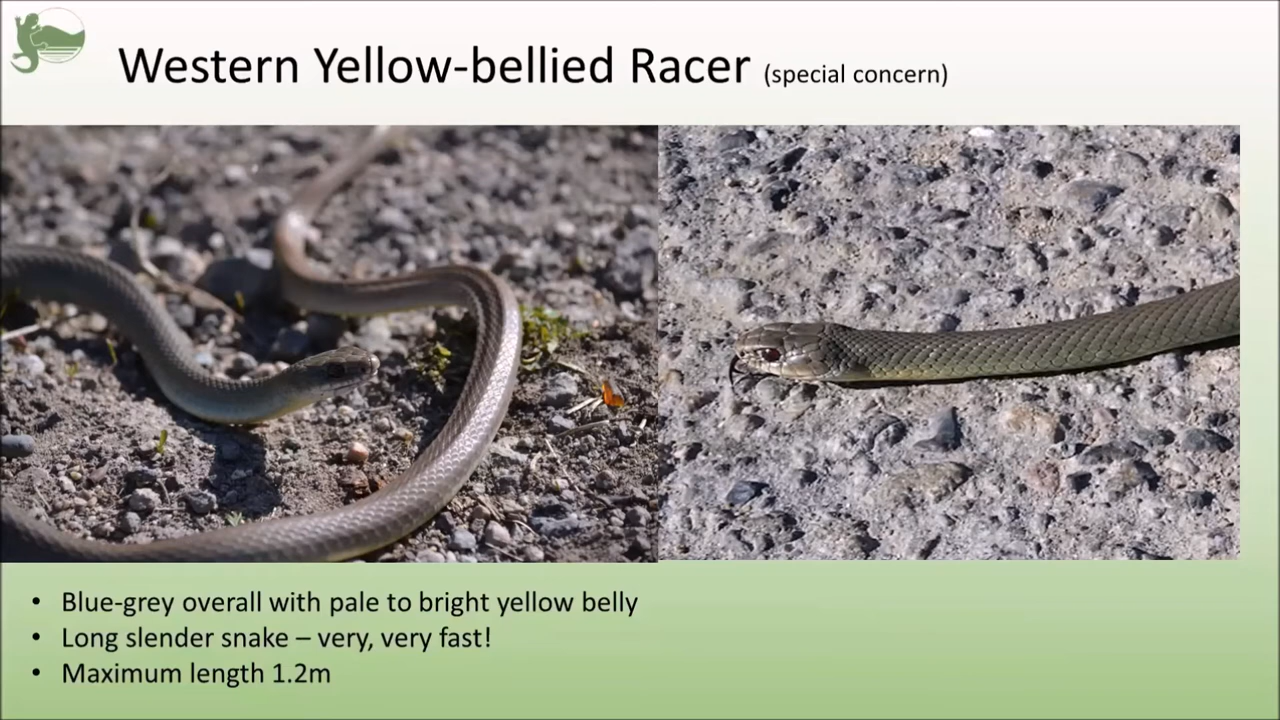 Western Yellow-bellied Racer (special concern)
• Blue-grey overall with pale to bright yellow belly
• Long slender snake – very, very fast!
• Maximum length 1.2m